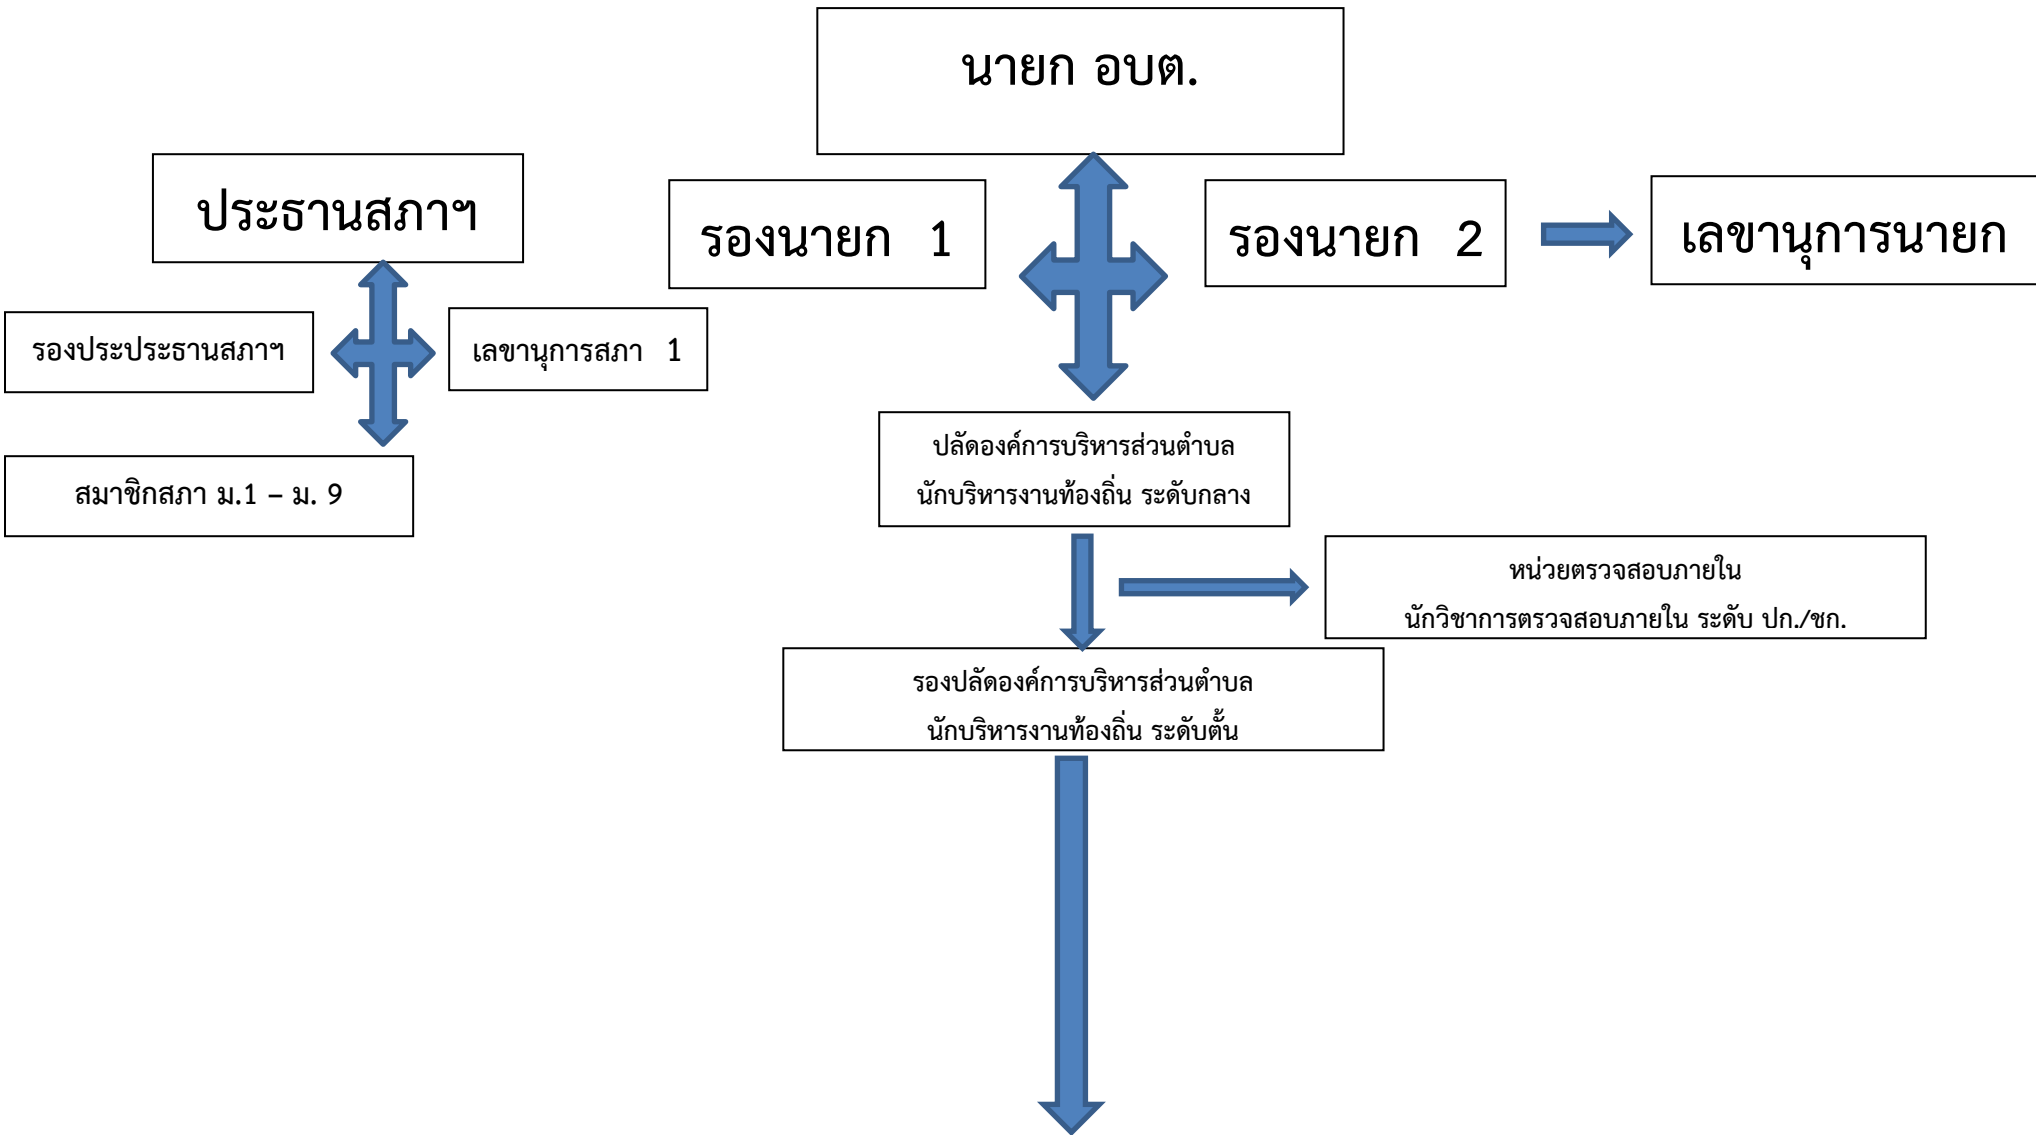 นายก อบต.
ประธานสภาฯ
รองนายก 1
รองนายก 2
เลขานุการนายก
รองประประธานสภาฯ
เลขานุการสภา 1
สมาชิกสภา ม.1 – ม. 9
ปลัดองค์การบริหารส่วนตำบล
นักบริหารงานท้องถิ่น ระดับกลาง
หน่วยตรวจสอบภายใน
นักวิชาการตรวจสอบภายใน ระดับ ปก./ชก.
รองปลัดองค์การบริหารส่วนตำบล
นักบริหารงานท้องถิ่น ระดับตั้น